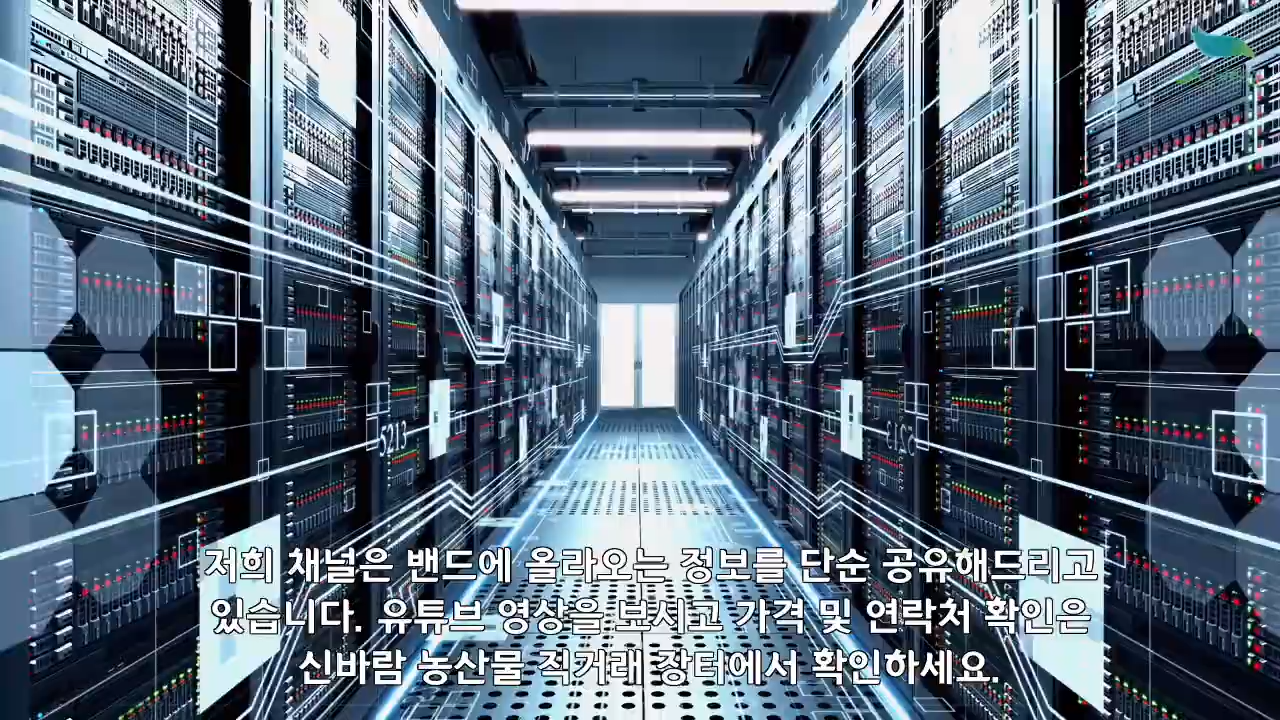 5213
저희 채널은 밴드에 올라오는 정보를 단순 공유해드리고
있습니다. 유튜브 영상을 보시고 가격 및 연락처 확인은
신바람 농산물 직거래 장터에서 확인하세요.